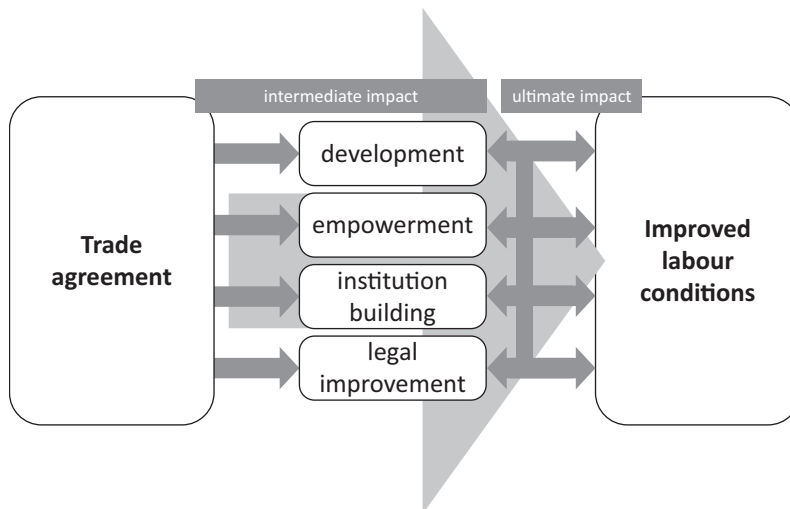 intermediate impact
ultimate impact
Trade
agreement
development
empowerment
institution
building
legal
improvement
Improved
labour
conditions